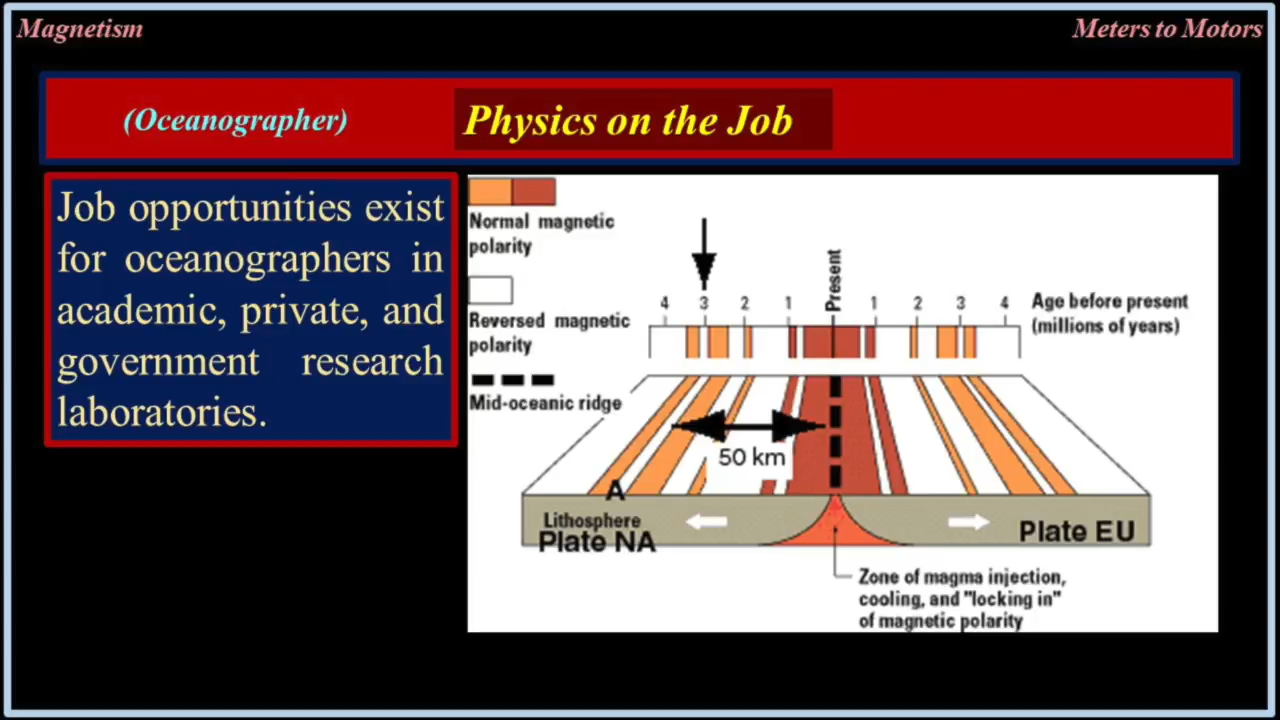 Magnetism
Meters to Motors
(Oceanographer)
Physics on the Job
Job opportunities exist
for oceanographers in
academic, private, and
government research
laboratories.
Normal magnetic
polarity
Reversed magnetic
polarity
Mid-oceanic ridge
Present
4 3 2 1 1 2 3 4
Age before present
(millions of years)
50 km
A
Lithosphere
Plate NA
Plate EU
Zone of magma injection,
cooling, and "locking in"
of magnetic polarity